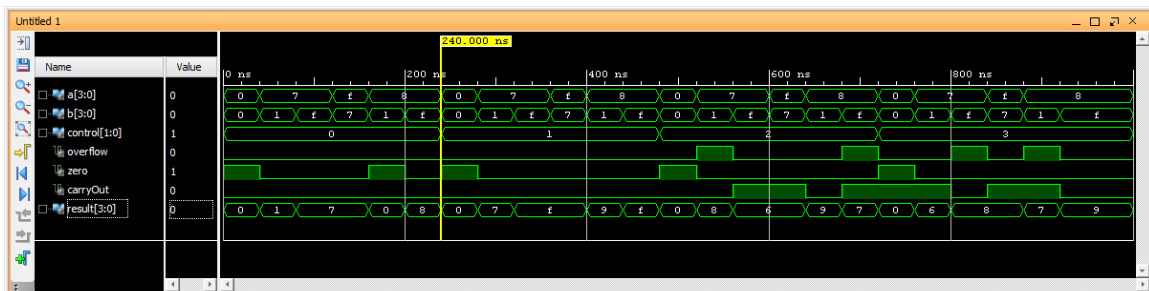 Untitled 1
240.000 ns
Name Value
0 ns 200 ns 400 ns 600 ns 800 ns
a[3:0] 0 0 7 f 8 0 7 f 8 0 7 f 8 0 7 f 8
b[3:0] 0 0 1 f 7 1 f 0 1 f 7 1 f 0 1 f 7 1 f 0 1 f 7 1 f
control[1:0] 1 0 1 2 3
overflow 0
zero 1
carryOut 0
result[3:0] 0 0 1 7 0 8 0 7 f 9 f 0 8 6 9 7 0 6 8 7 9